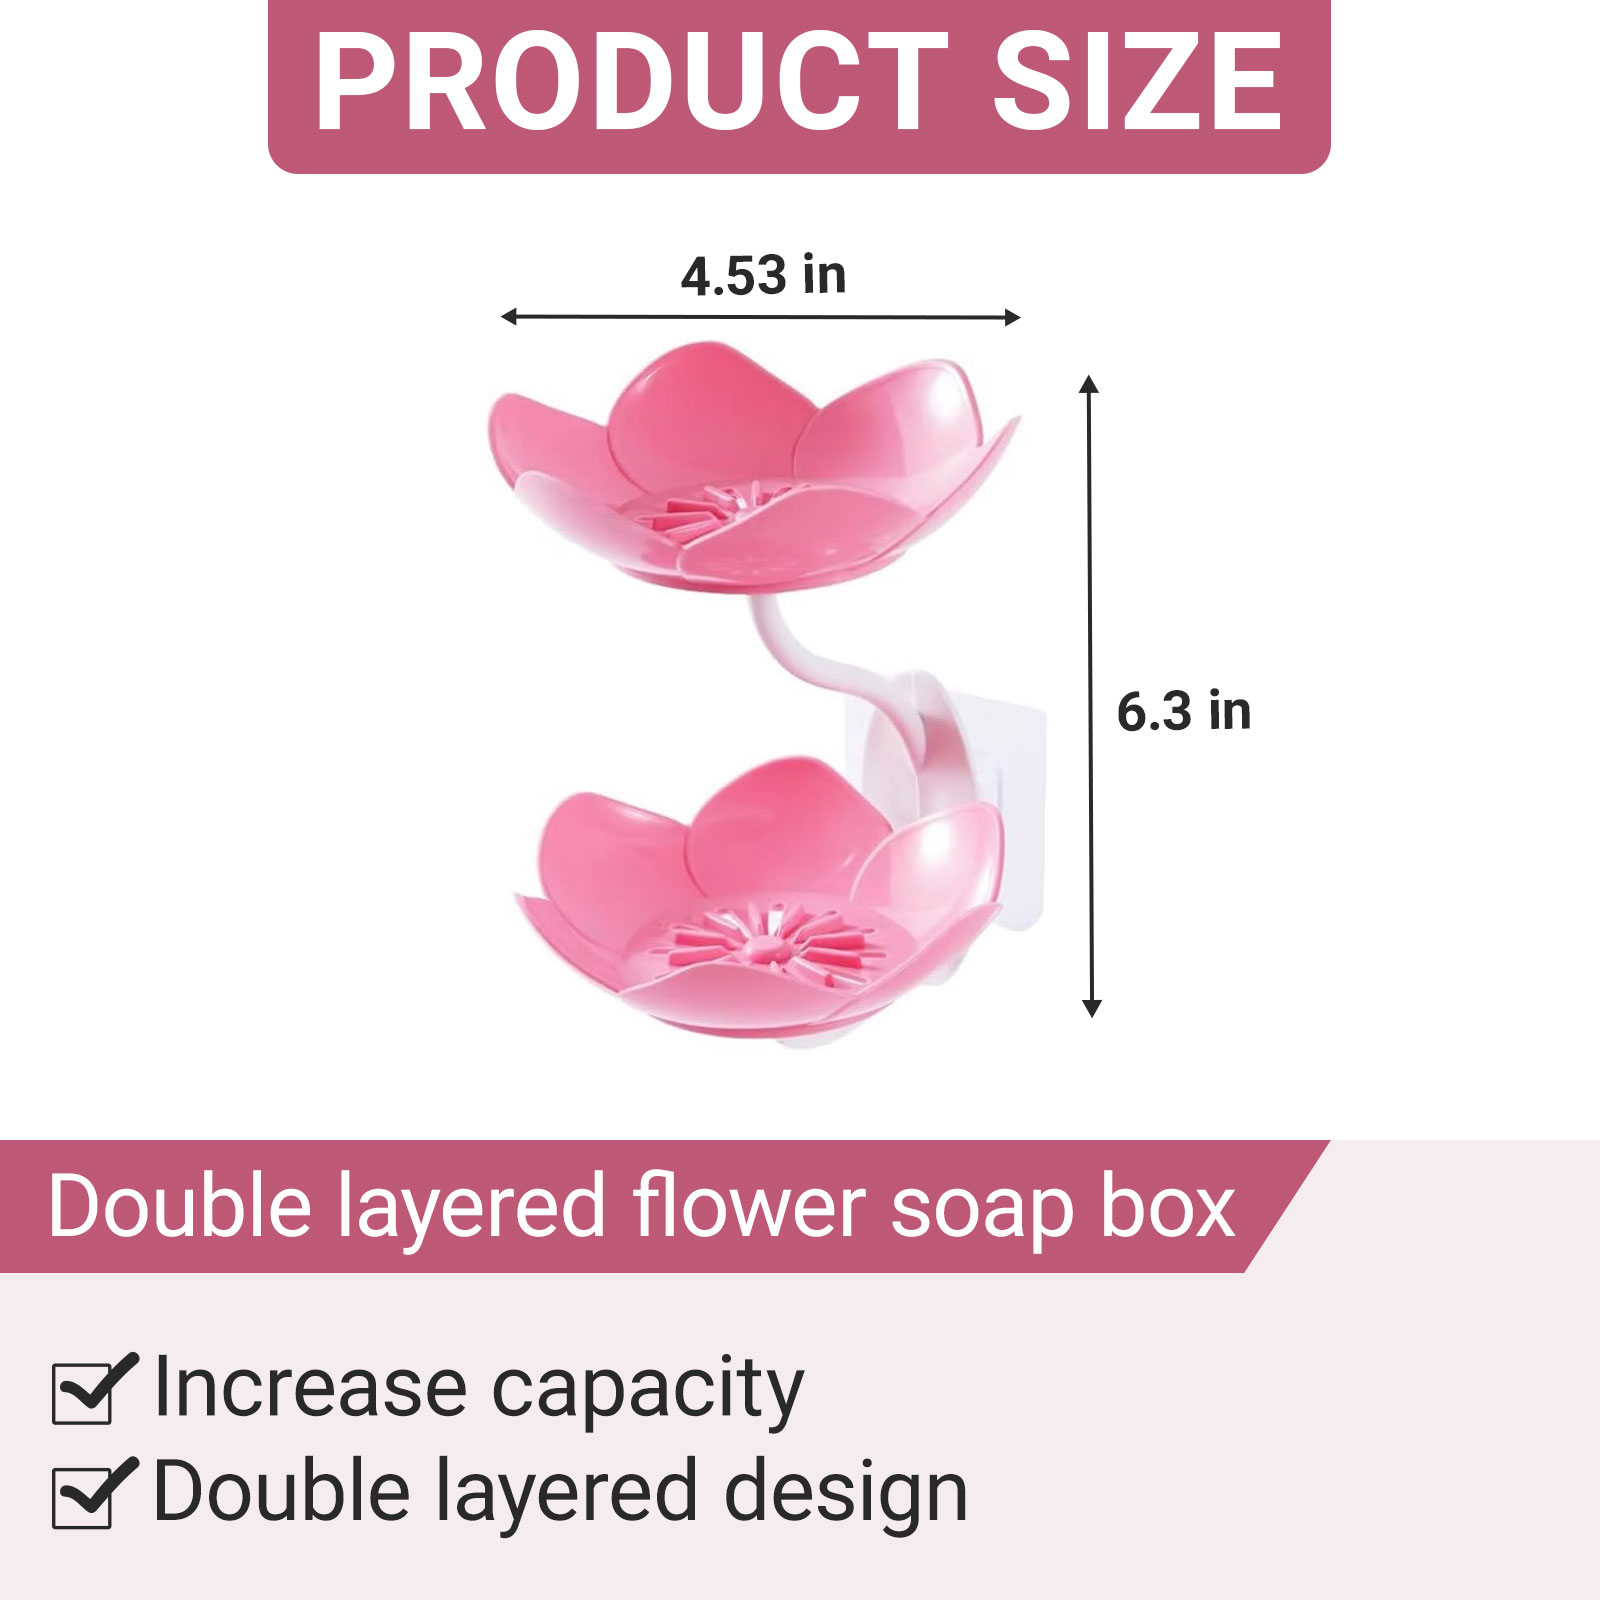 PRODUCT SIZE
4.53 in
6.3 in
Double layered flower soap box
Increase capacity
Double layered design